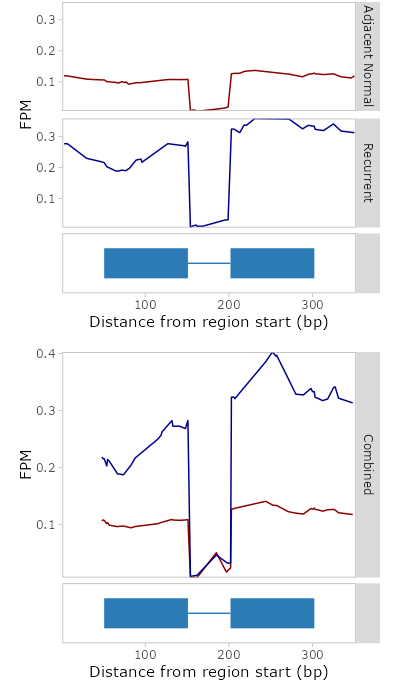 0.3
0.2
0.1
Adjacent Normal
FPM
0.3
0.2
0.1
Recurrent
100 200 300
Distance from region start (bp)
0.4
0.3
0.2
0.1
FPM
Combined
100 200 300
Distance from region start (bp)